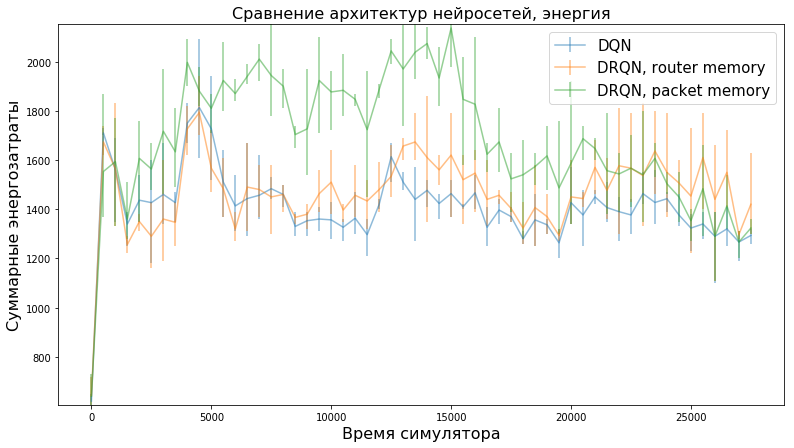 Сравнение архитектур нейросетей, энергия
DQN
DRQN, router memory
DRQN, packet memory
Суммарные энергозатраты
2000
1800
1600
1400
1200
1000
800
0
5000
10000
15000
20000
25000
Время симулятора